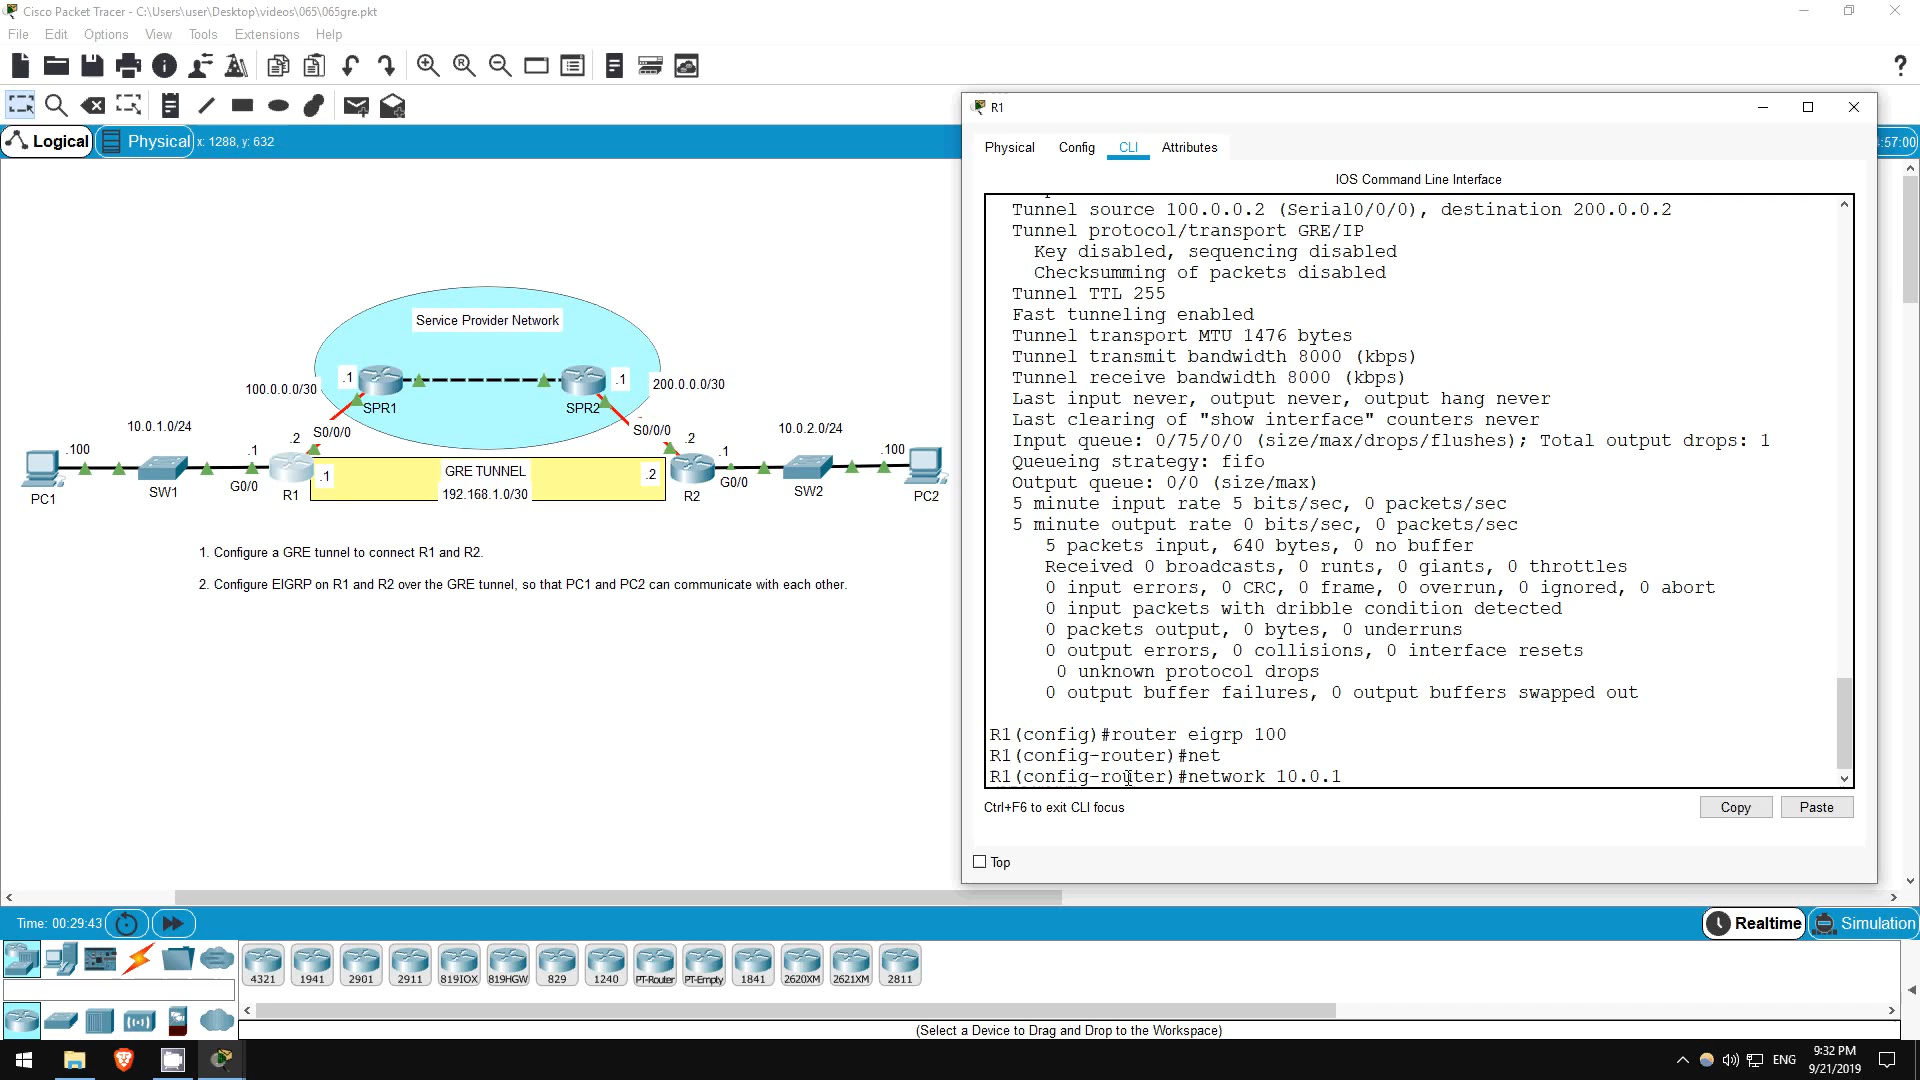 Cisco Packet Tracer - C:\Users\user\Desktop\videos\065\065gre.pkt
File Edit Options View Tools Extensions Help
Logical Physical x: 1288, y: 632
:57:00
Service Provider Network
.1 .1
100.0.0.0/30 200.0.0.0/30
SPR1 SPR2
10.0.1.0/24 S0/0/0 S0/0/0 10.0.2.0/24
.2 .2
.100 .1 .1 .100
GRE TUNNEL
.1 .2
192.168.1.0/30
PC1 SW1 G0/0 R1 R2 G0/0 SW2 PC2
1. Configure a GRE tunnel to connect R1 and R2.
2. Configure EIGRP on R1 and R2 over the GRE tunnel, so that PC1 and PC2 can communicate with each other.
R1
Physical Config CLI Attributes
IOS Command Line Interface
Tunnel source 100.0.0.2 (Serial0/0/0), destination 200.0.0.2
Tunnel protocol/transport GRE/IP
Key disabled, sequencing disabled
Checksumming of packets disabled
Tunnel TTL 255
Fast tunneling enabled
Tunnel transport MTU 1476 bytes
Tunnel transmit bandwidth 8000 (kbps)
Tunnel receive bandwidth 8000 (kbps)
Last input never, output never, output hang never
Last clearing of "show interface" counters never
Input queue: 0/75/0/0 (size/max/drops/flushes); Total output drops: 1
Queueing strategy: fifo
Output queue: 0/0 (size/max)
5 minute input rate 5 bits/sec, 0 packets/sec
5 minute output rate 0 bits/sec, 0 packets/sec
5 packets input, 640 bytes, 0 no buffer
Received 0 broadcasts, 0 runts, 0 giants, 0 throttles
0 input errors, 0 CRC, 0 frame, 0 overrun, 0 ignored, 0 abort
0 input packets with dribble condition detected
0 packets output, 0 bytes, 0 underruns
0 output errors, 0 collisions, 0 interface resets
0 unknown protocol drops
0 output buffer failures, 0 output buffers swapped out
R1(config)#router eigrp 100
R1(config-router)#net
R1(config-router)#network 10.0.1
Ctrl+F6 to exit CLI focus
Copy Paste
Top
Time: 00:29:43
Realtime Simulation
4321 1941 2901 2911 819IOX 819HGW 829 1240 PT-Router PT-Empty 1841 2620XM 2621XM 2811
(Select a Device to Drag and Drop to the Workspace)
ENG
9:32 PM
9/21/2019